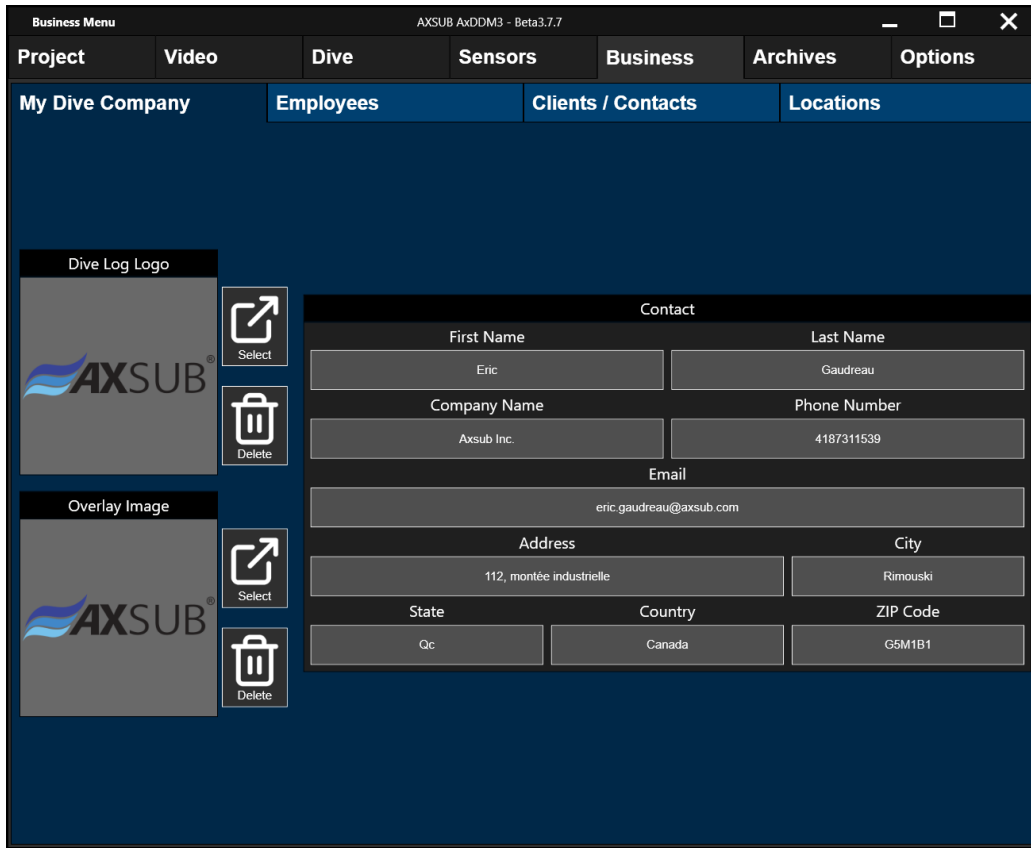 Business Menu AXSUB AxDDM3 - Beta3.7.7
Project Video Dive Sensors Business Archives Options
My Dive Company Employees Clients / Contacts Locations
Dive Log Logo
AXSUB®
Select
Delete
Overlay Image
AXSUB®
Select
Delete
Contact
First Name Last Name
Eric Gaudreau
Company Name Phone Number
Axsub Inc. 4187311539
Email
eric.gaudreau@axsub.com
Address City
112, montée industrielle Rimouski
State Country ZIP Code
Qc Canada G5M1B1